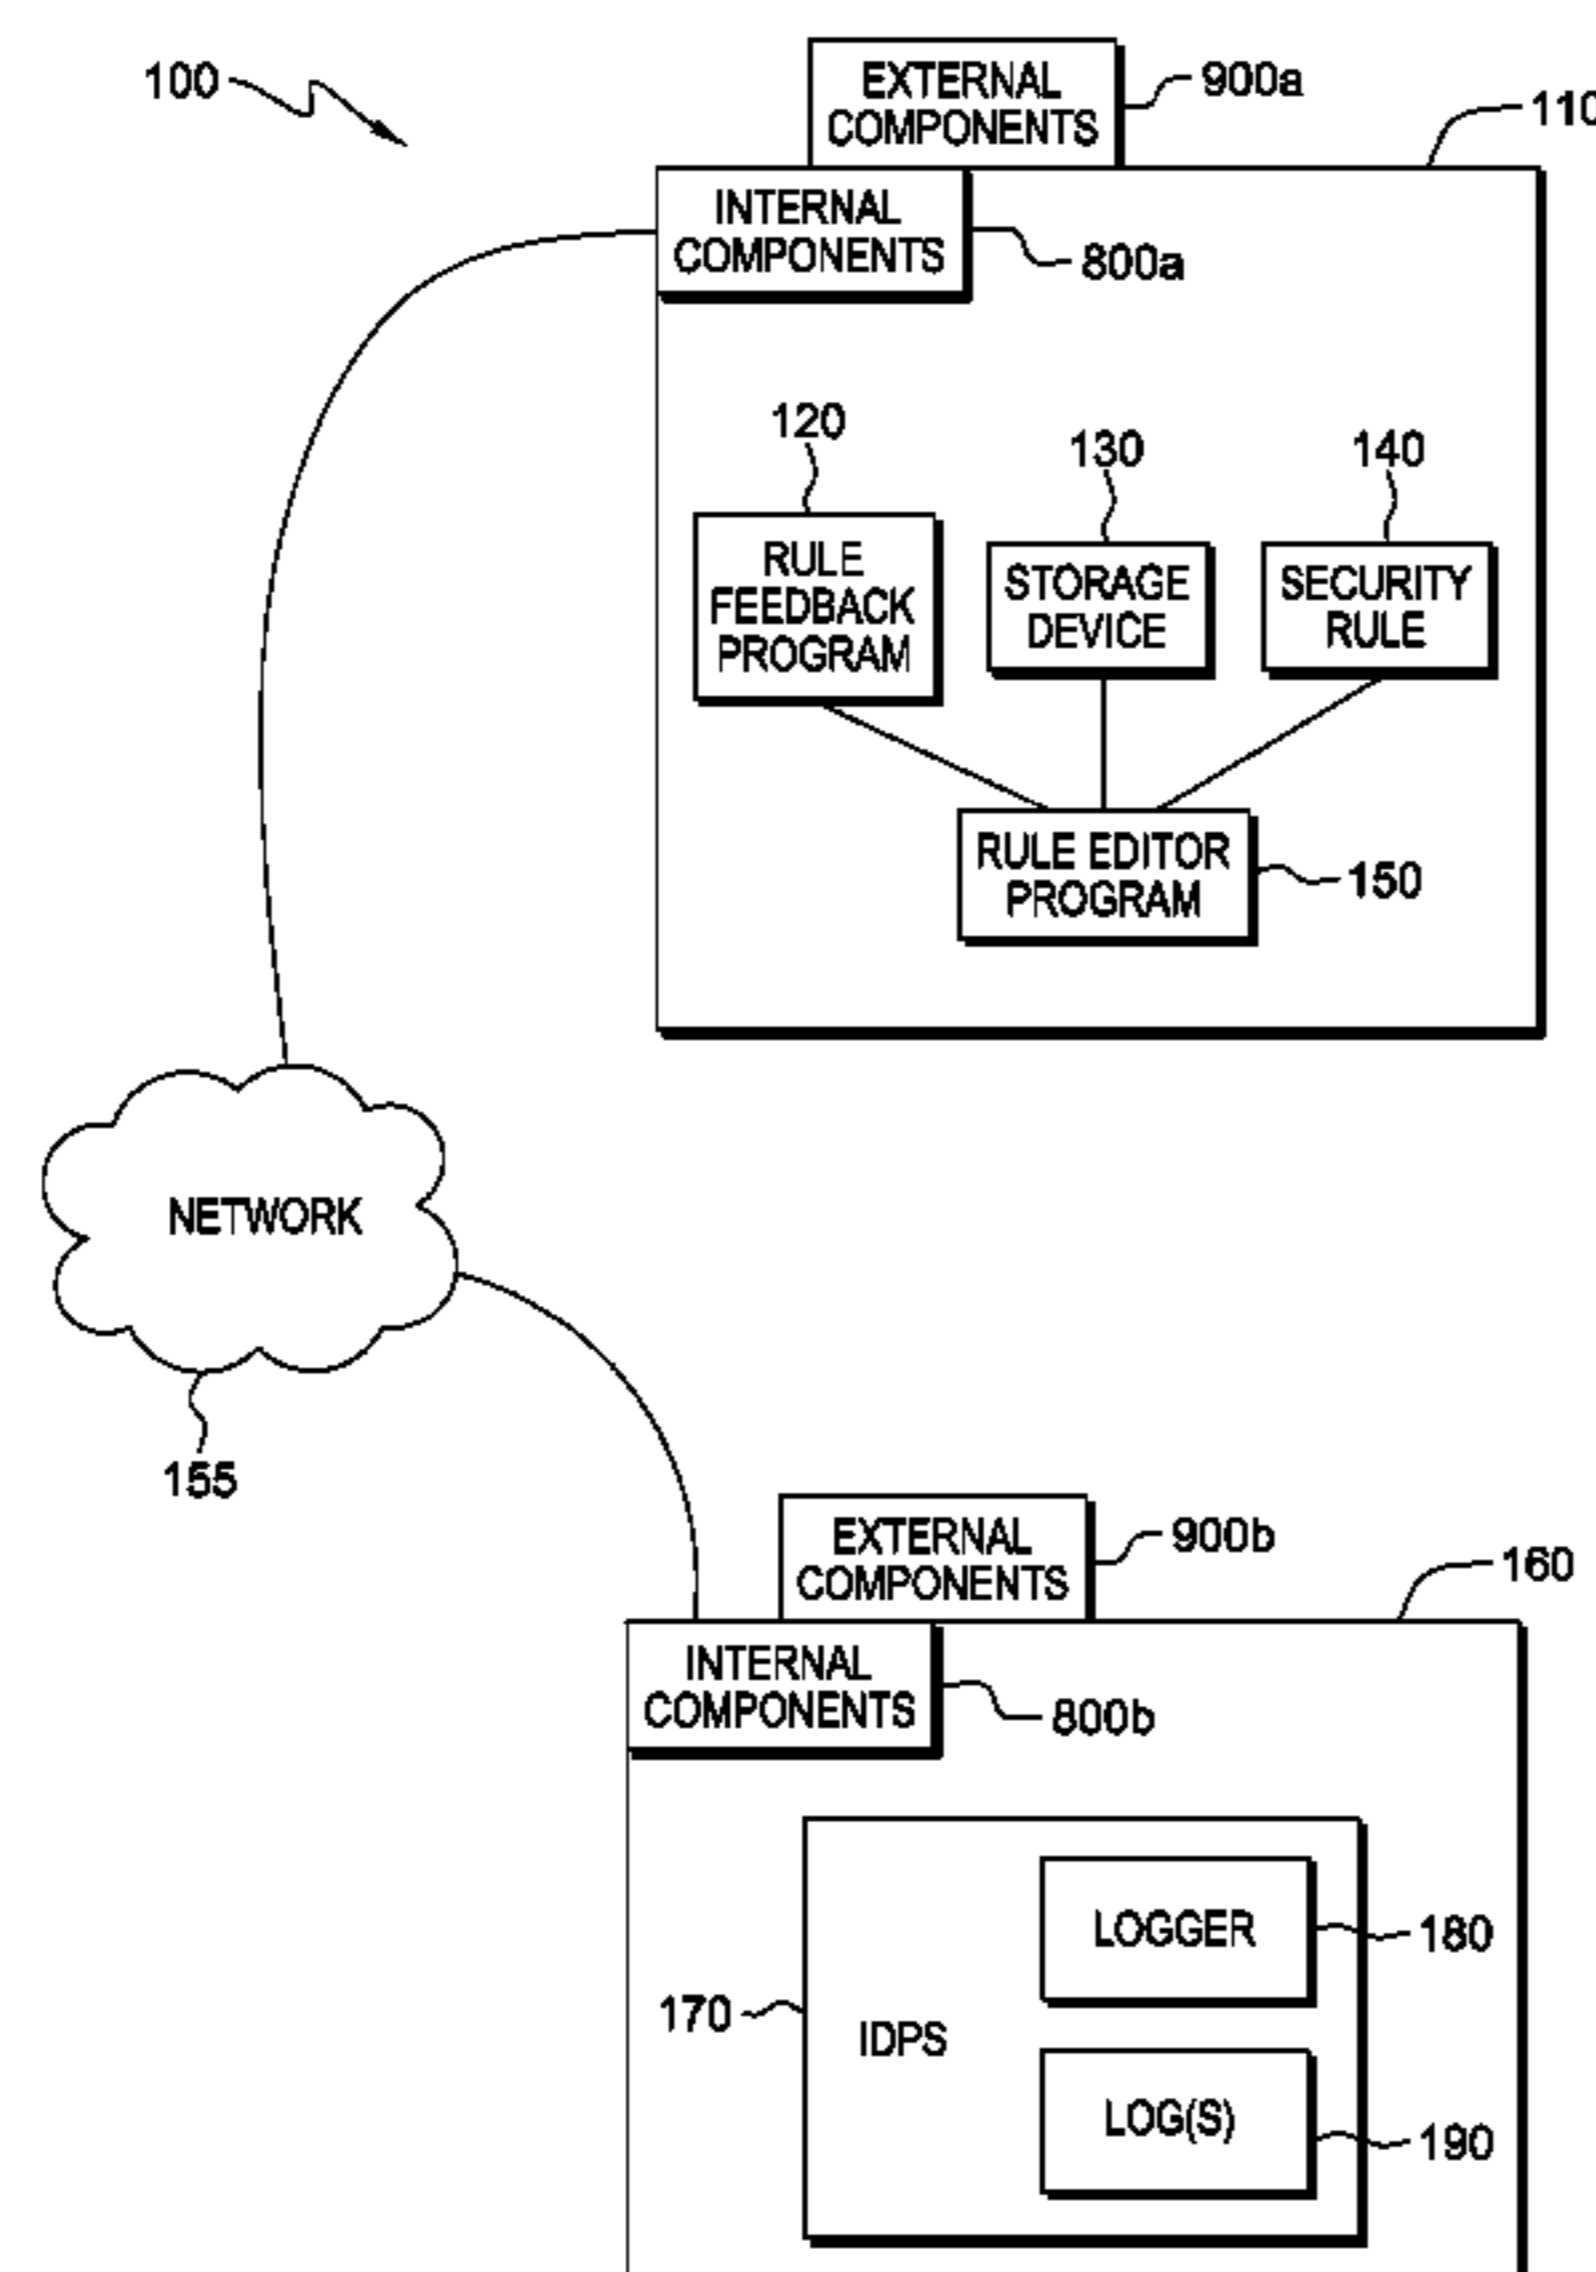 100
EXTERNAL
COMPONENTS
900a
110
INTERNAL
COMPONENTS
800a
120
130
140
RULE
FEEDBACK
PROGRAM
STORAGE
DEVICE
SECURITY
RULE
RULE EDITOR
PROGRAM
150
NETWORK
155
EXTERNAL
COMPONENTS
900b
160
INTERNAL
COMPONENTS
800b
LOGGER
180
170
IDPS
LOG(S)
190